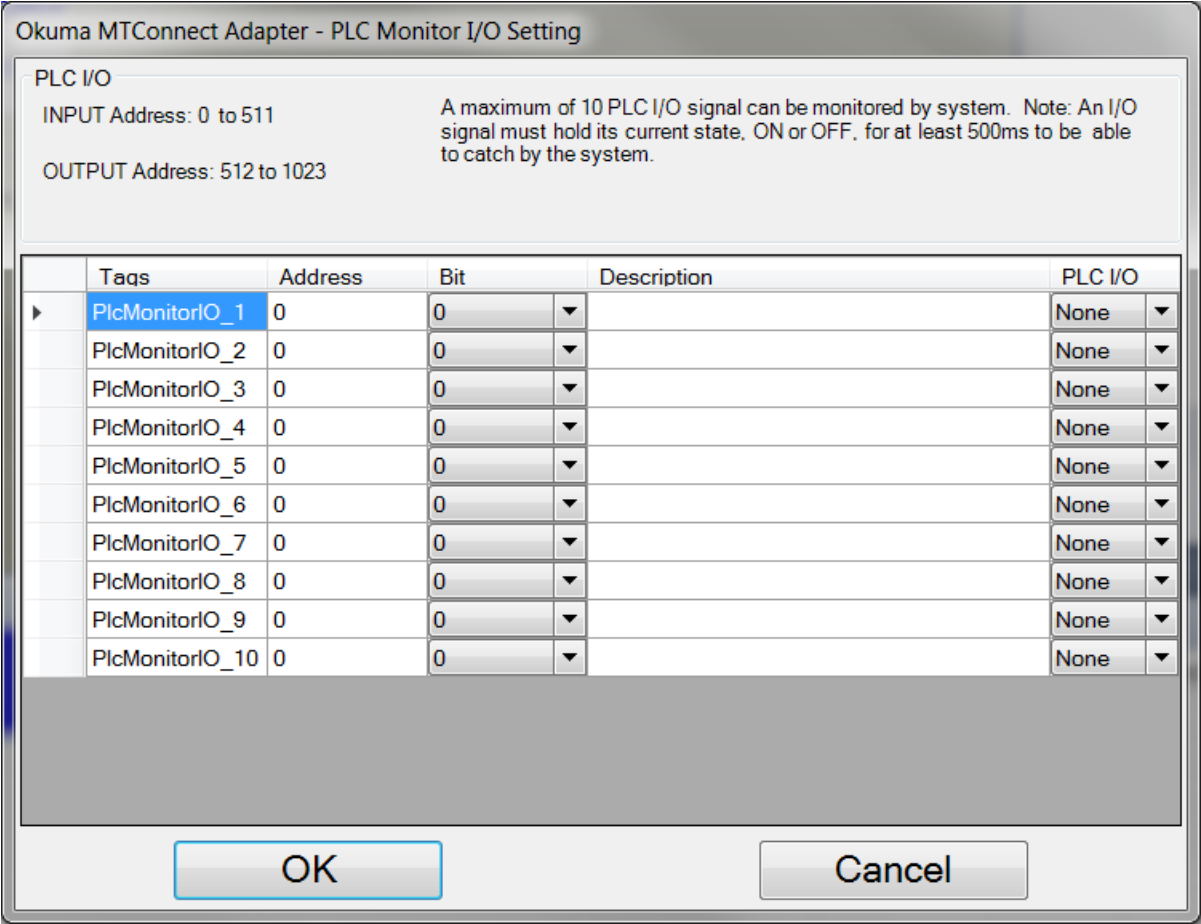 Okuma MTConnect Adapter - PLC Monitor I/O Setting
PLC I/O
INPUT Address: 0 to 511
OUTPUT Address: 512 to 1023
A maximum of 10 PLC I/O signal can be monitored by system. Note: An I/O
signal must hold its current state, ON or OFF, for at least 500ms to be able
to catch by the system.
Tags Address Bit Description PLC I/O
PlcMonitorIO_1 0 0 None
PlcMonitorIO_2 0 0 None
PlcMonitorIO_3 0 0 None
PlcMonitorIO_4 0 0 None
PlcMonitorIO_5 0 0 None
PlcMonitorIO_6 0 0 None
PlcMonitorIO_7 0 0 None
PlcMonitorIO_8 0 0 None
PlcMonitorIO_9 0 0 None
PlcMonitorIO_10 0 0 None
OK Cancel